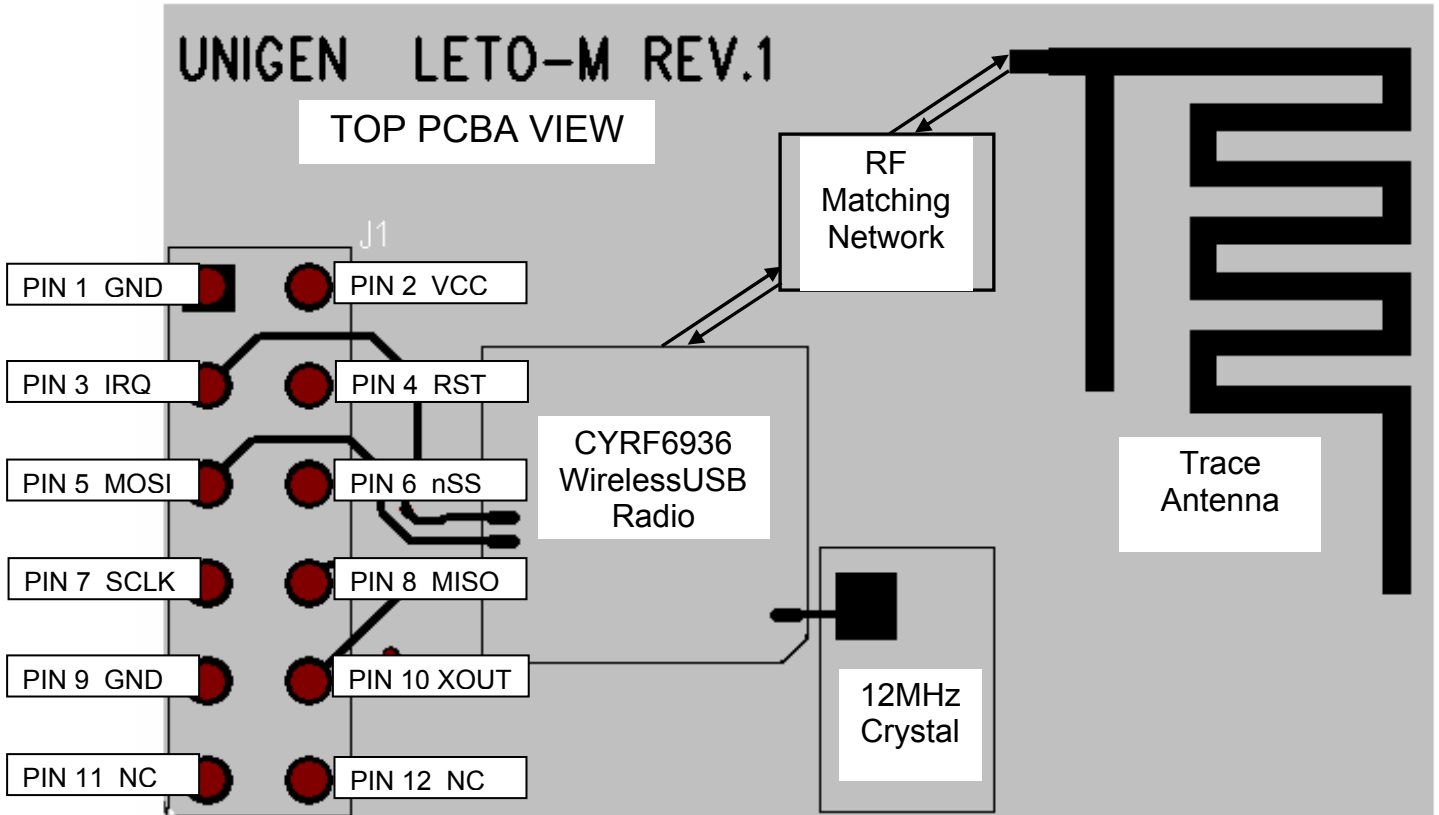 UNIGEN LETO-M REV.1
TOP PCBA VIEW
RF
Matching
Network
J1
PIN 1 GND
PIN 2 VCC
PIN 3 IRQ
PIN 4 RST
PIN 5 MOSI
PIN 6 nSS
PIN 7 SCLK
PIN 8 MISO
PIN 9 GND
PIN 10 XOUT
PIN 11 NC
PIN 12 NC
CYRF6936
WirelessUSB
Radio
Trace
Antenna
12MHz
Crystal